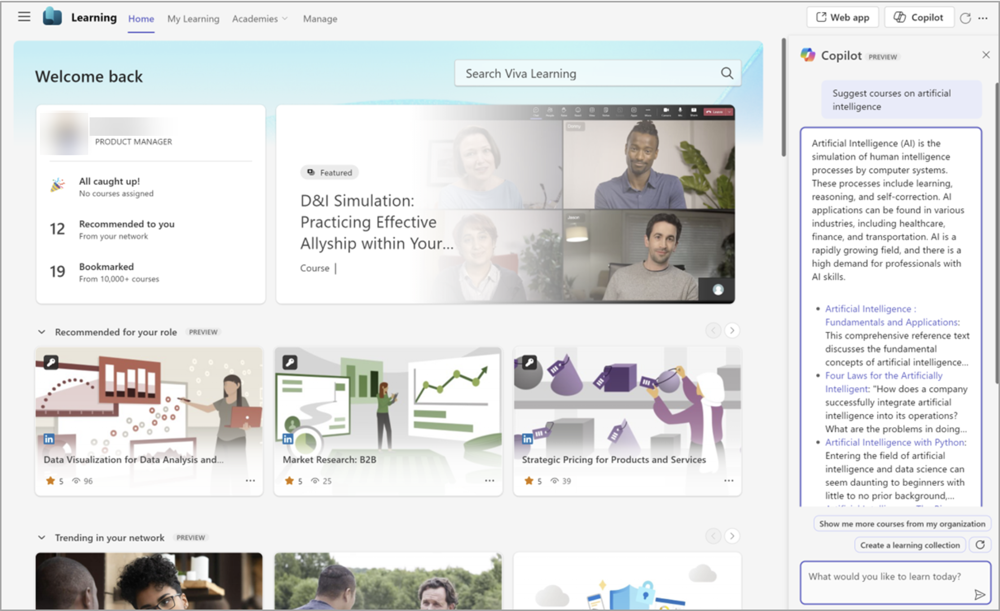 Learning
Home
My Learning
Academies
Manage
Web app
Copilot
Welcome back
Search Viva Learning
PRODUCT MANAGER
All caught up!
No courses assigned
12
Recommended to you
From your network
19
Bookmarked
From 10,000+ courses
Featured
D&I Simulation:
Practicing Effective
Allyship within Your...
Course |
Donny
Jason
Leave
Recommended for your role
PREVIEW
in
Data Visualization for Data Analysis and...
5
96
in
Market Research: B2B
5
25
in
Strategic Pricing for Products and Services
5
39
Trending in your network
PREVIEW
Copilot
PREVIEW
Suggest courses on artificial
intelligence
Artificial Intelligence (AI) is the
simulation of human intelligence
processes by computer systems.
These processes include learning,
reasoning, and self-correction. AI
applications can be found in various
industries, including healthcare,
finance, and transportation. AI is a
rapidly growing field, and there is a
high demand for professionals with
AI skills.
• Artificial Intelligence :
Fundamentals and Applications:
This comprehensive reference text
discusses the fundamental
concepts of artificial intelligence...
• Four Laws for the Artificially
Intelligent: "How does a company
successfully integrate artificial
intelligence into its operations?
What are the problems in doing...
• Artificial Intelligence with Python:
Entering the field of artificial
intelligence and data science can
seem daunting to beginners with
little to no prior background,...
Show me more courses from my organization
Create a learning collection
What would you like to learn today?